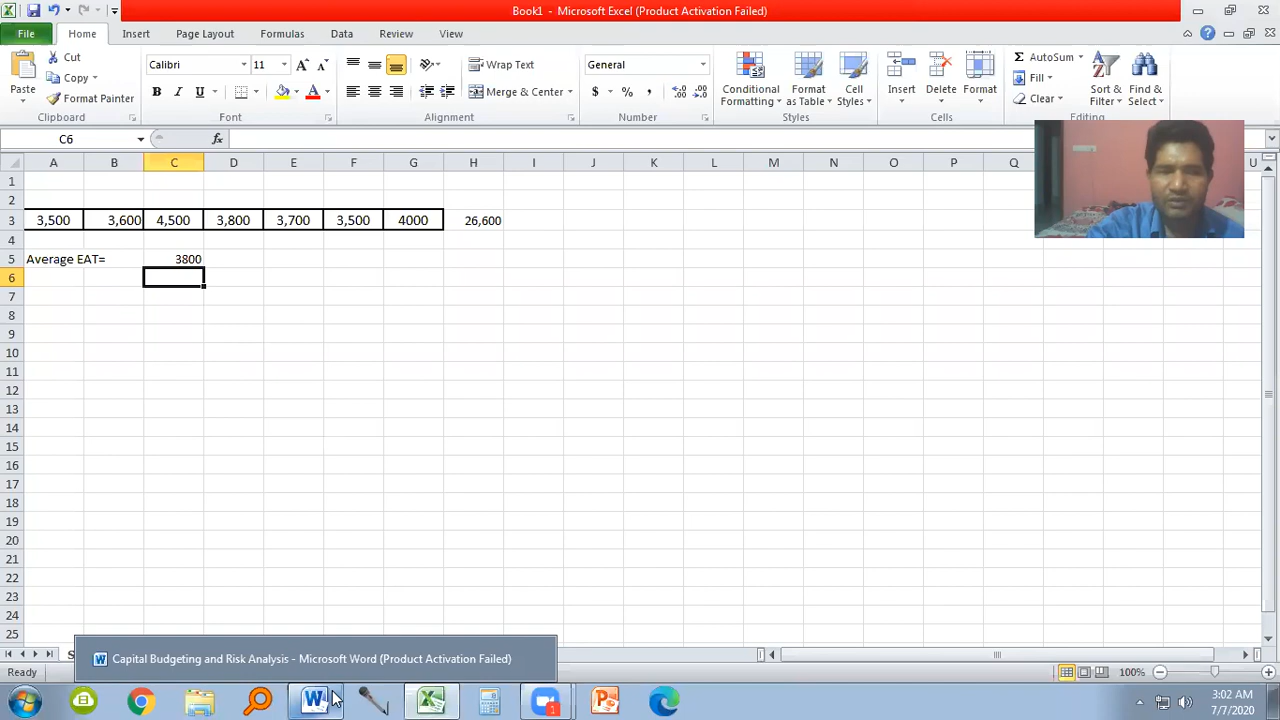 Book1 - Microsoft Excel (Product Activation Failed)
File Home Insert Page Layout Formulas Data Review View
Paste
Cut
Copy
Format Painter
Clipboard
Calibri 11
B I U
Font
Wrap Text
Merge & Center
Alignment
General
$ % ,
Number
Conditional Formatting
Format as Table
Cell Styles
Styles
Insert
Delete
Format
Cells
AutoSum
Fill
Clear
Sort & Filter
Find & Select
Editing
C6 fx
A B C D E F G H I J K L M N O P Q U
1
2
3 3,500 3,600 4,500 3,800 3,700 3,500 4000 26,600
4
5 Average EAT= 3800
6
7
8
9
10
11
12
13
14
15
16
17
18
19
20
21
22
23
24
25
Capital Budgeting and Risk Analysis - Microsoft Word (Product Activation Failed)
Ready 100%
3:02 AM
7/7/2020